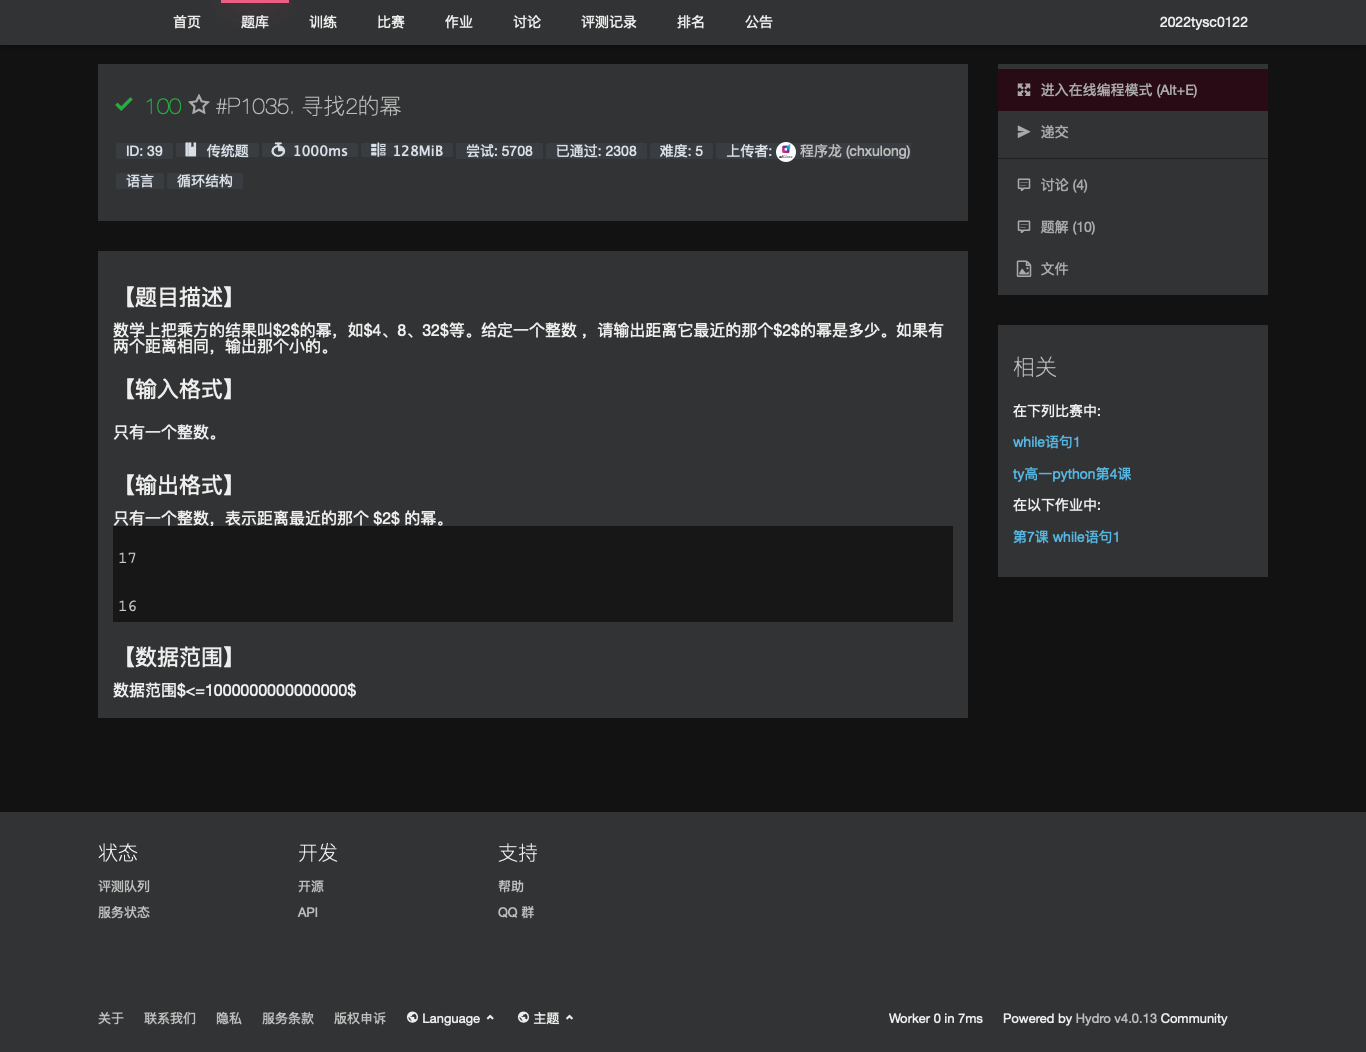 首页 题库 训练 比赛 作业 讨论 评测记录 排名 公告 2022tysc0122
100 #P1035. 寻找2的幂
ID: 39 传统题 1000ms 128MiB 尝试: 5708 已通过: 2308 难度: 5 上传者: 程序龙 (chxulong)
语言 循环结构
【题目描述】
数学上把乘方的结果叫$2$的幂，如$4、8、32$等。给定一个整数 ，请输出距离它最近的那个$2$的幂是多少。如果有
两个距离相同，输出那个小的。
【输入格式】
只有一个整数。
【输出格式】
只有一个整数，表示距离最近的那个 $2$ 的幂。
17
16
【数据范围】
数据范围$<=1000000000000000$
进入在线编程模式 (Alt+E)
递交
讨论 (4)
题解 (10)
文件
相关
在下列比赛中:
while语句1
ty高一python第4课
在以下作业中:
第7课 while语句1
状态 开发 支持
评测队列 开源 帮助
服务状态 API QQ 群
关于 联系我们 隐私 服务条款 版权申诉 Language 主题 Worker 0 in 7ms Powered by Hydro v4.0.13 Community